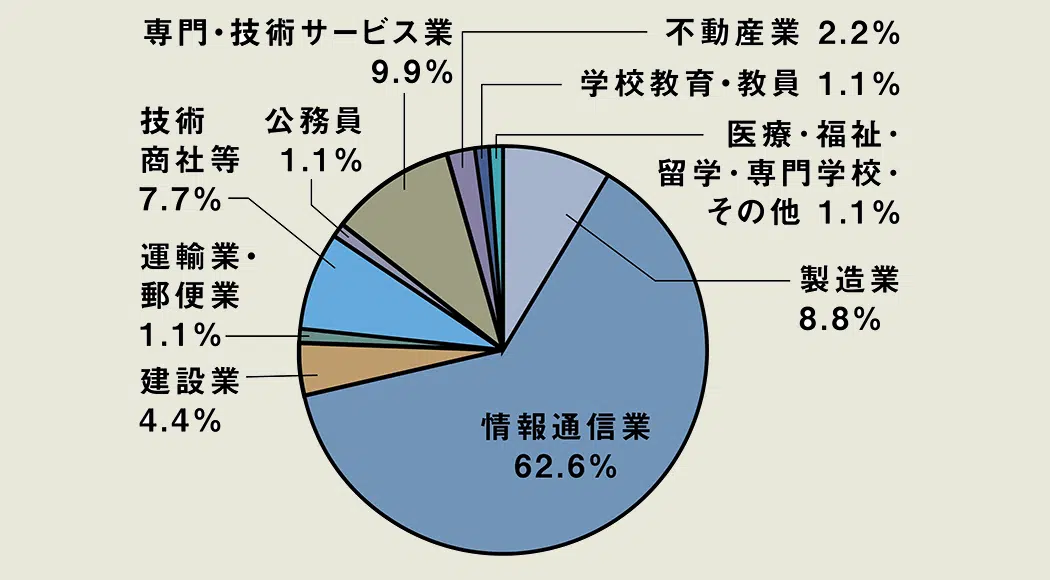 専門・技術サービス業
9.9%
不動産業 2.2%
学校教育・教員 1.1%
医療・福祉・
留学・専門学校・
その他 1.1%
技術
商社等
7.7%
公務員
1.1%
運輸業・
郵便業
1.1%
建設業
4.4%
製造業
8.8%
情報通信業
62.6%